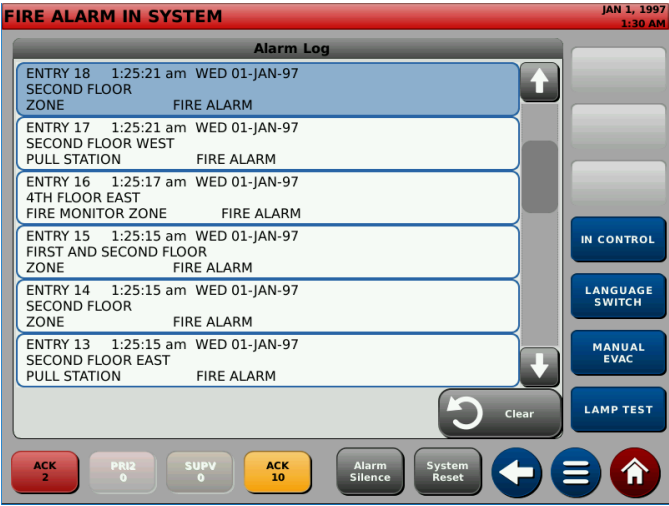 FIRE ALARM IN SYSTEM
JAN 1, 1997
1:30 AM
Alarm Log
ENTRY 18 1:25:21 am WED 01-JAN-97
SECOND FLOOR
ZONE FIRE ALARM
ENTRY 17 1:25:21 am WED 01-JAN-97
SECOND FLOOR WEST
PULL STATION FIRE ALARM
ENTRY 16 1:25:17 am WED 01-JAN-97
4TH FLOOR EAST
FIRE MONITOR ZONE FIRE ALARM
ENTRY 15 1:25:15 am WED 01-JAN-97
FIRST AND SECOND FLOOR
ZONE FIRE ALARM
ENTRY 14 1:25:15 am WED 01-JAN-97
SECOND FLOOR
ZONE FIRE ALARM
ENTRY 13 1:25:15 am WED 01-JAN-97
SECOND FLOOR EAST
PULL STATION FIRE ALARM
Clear
IN CONTROL
LANGUAGE
SWITCH
MANUAL
EVAC
LAMP TEST
ACK
2
PRI2
0
SUPV
0
ACK
10
Alarm
Silence
System
Reset